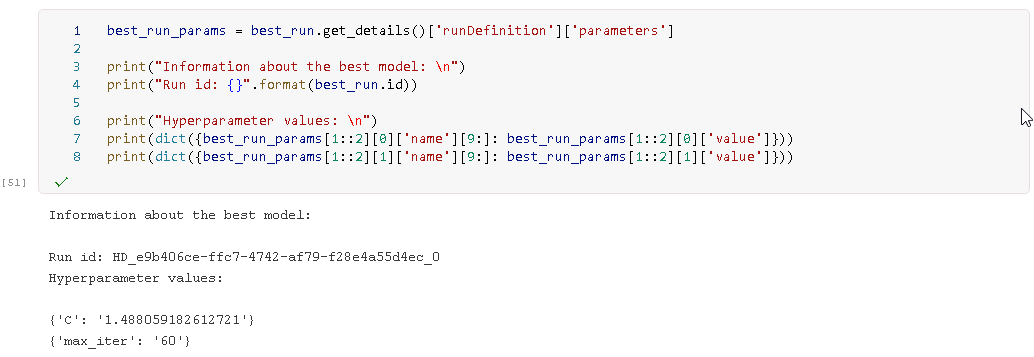 1 best_run_params = best_run.get_details()['runDefinition']['parameters']
2
3 print("Information about the best model: \n")
4 print("Run id: {}".format(best_run.id))
5
6 print("Hyperparameter values: \n")
7 print(dict({best_run_params[1::2][0]['name'][9:]: best_run_params[1::2][0]['value']}))
8 print(dict({best_run_params[1::2][1]['name'][9:]: best_run_params[1::2][1]['value']}))
[51]
Information about the best model:
Run id: HD_e9b406ce-ffc7-4742-af79-f28e4a55d4ec_0
Hyperparameter values:
{'C': '1.488059182612721'}
{'max_iter': '60'}